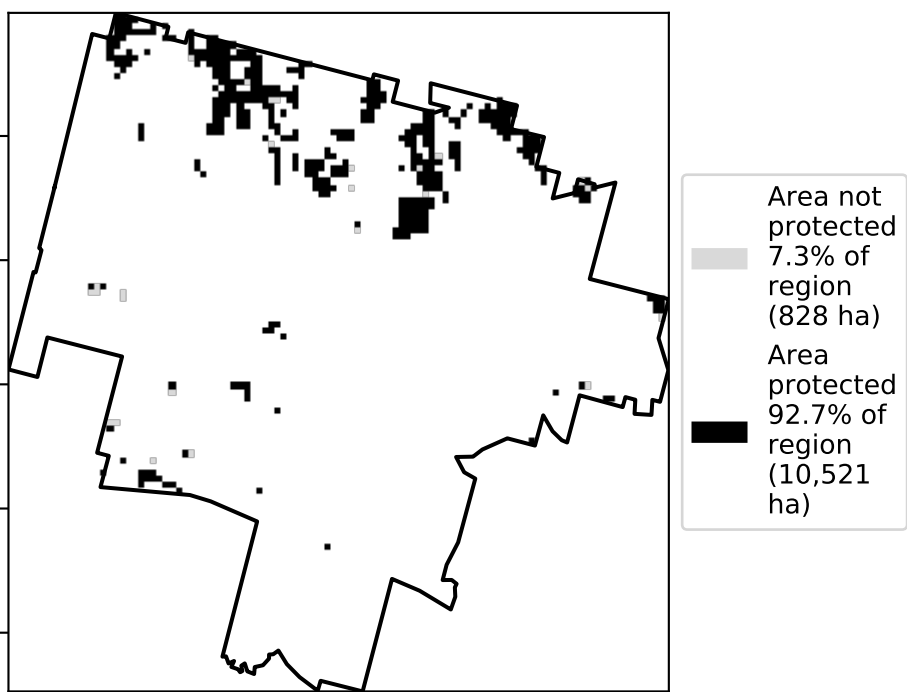 Area not
protected
7.3% of
region
(828 ha)
Area
protected
92.7% of
region
(10,521
ha)